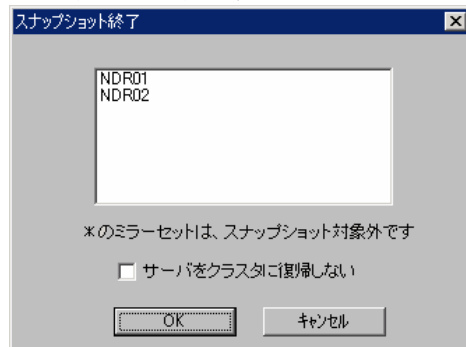 スナップショット終了
NDR01
NDR02
*のミラーセットは、スナップショット対象外です
サーバをクラスタに復帰しない
OK
キャンセル